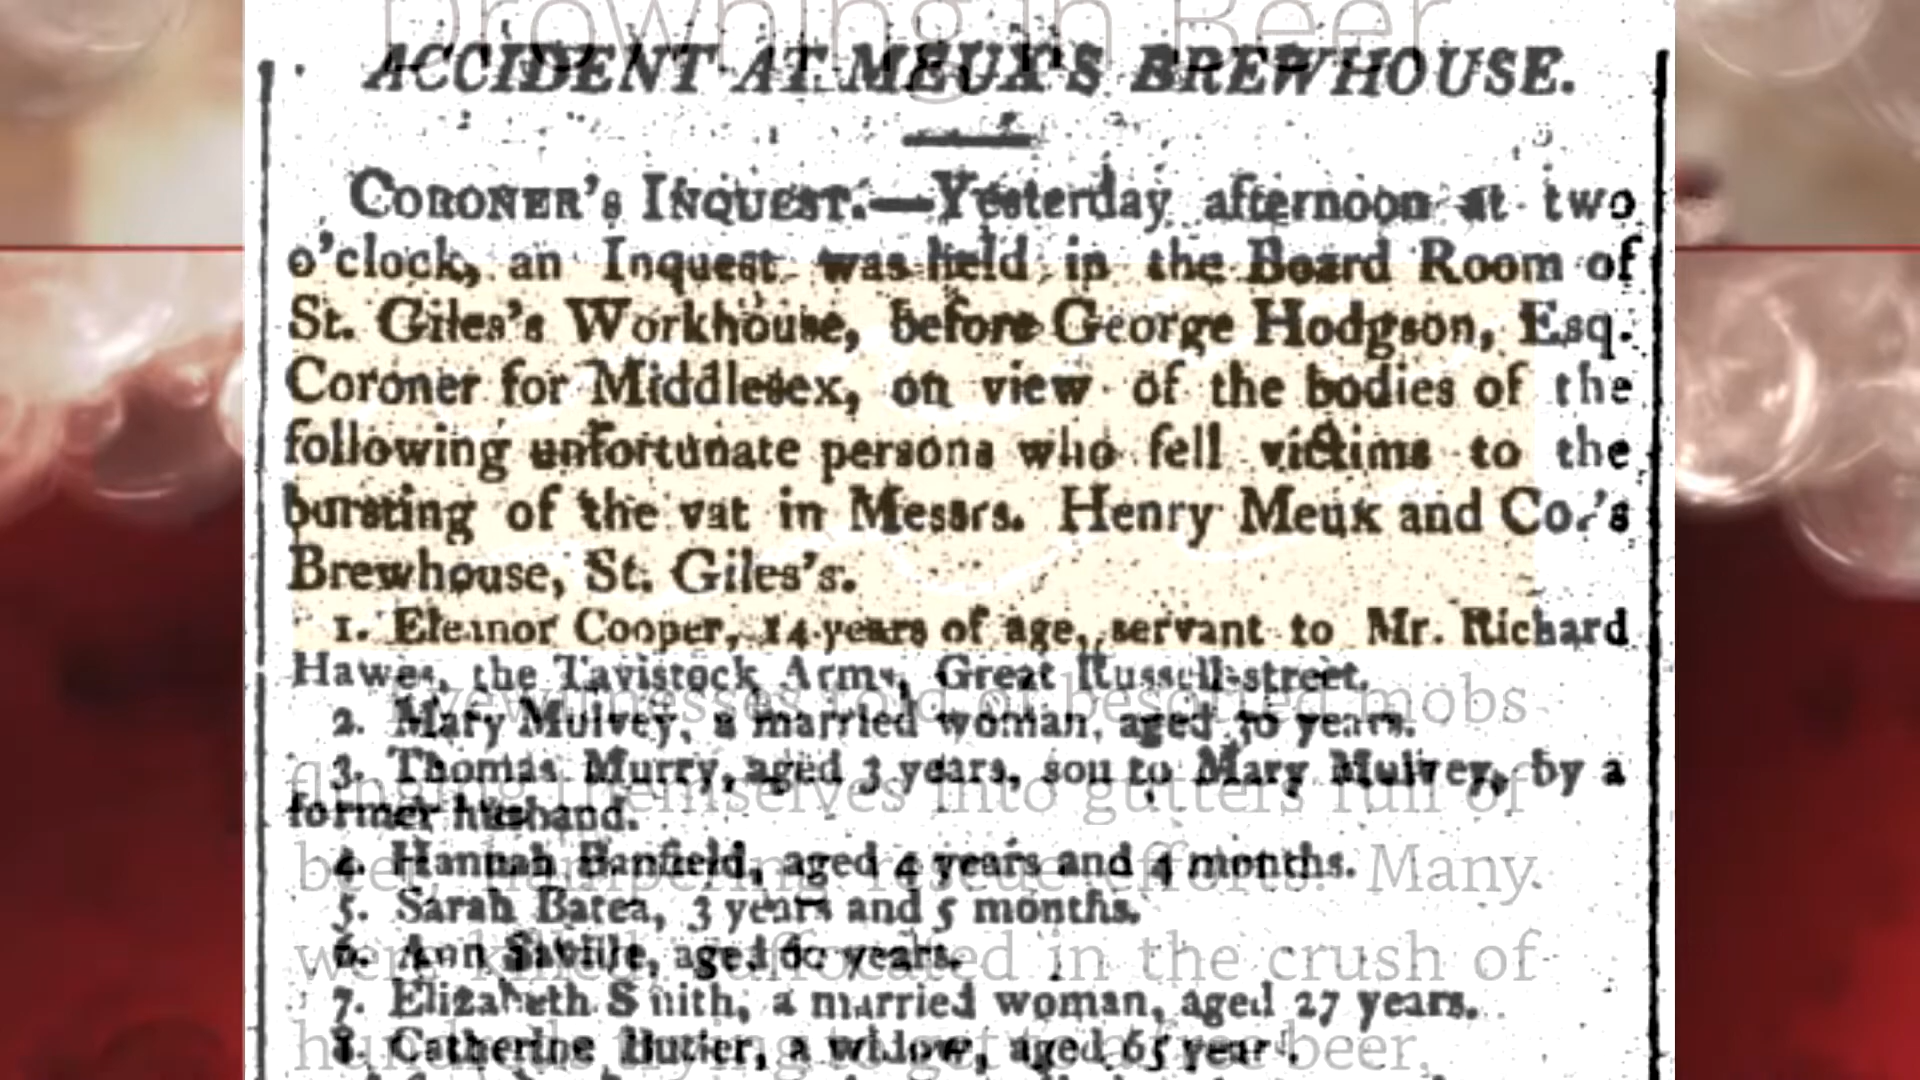 Drowning in Beer
ACCIDENT AT MEUX'S BREWHOUSE.
CORONER's INQUEST.—Yesterday afternoon at two
o'clock, an Inquest was held in the Board Room of
St. Giles's Workhouse, before George Hodgson, Esq.
Coroner for Middlesex, on view of the bodies of the
following unfortunate persons who fell victims to the
bursting of the vat in Messrs. Henry Meux and Co.'s
Brewhouse, St. Giles's.
1. Eleanor Cooper, 14 years of age, servant to Mr. Richard
Hawes, the Tavistock Arms, Great Russell-street.
Eyewitnesses told of besotted mobs
2. Mary Mulvey, a married woman, aged 30 years.
3. Thomas Murry, aged 3 years, son to Mary Mulvey, by a
flinging themselves into gutters full of
former husband.
4. Hannah Banfield, aged 4 years and 4 months.
beer, hampering rescue efforts. Many
5. Sarah Bates, 3 years and 5 months.
6. Ann Saville, aged 60 years.
were killed suffocated in the crush of
7. Elizabeth Smith, a married woman, aged 27 years.
8. Catherine Butler, a widow, aged 65 years.
hundreds trying to get free beer,